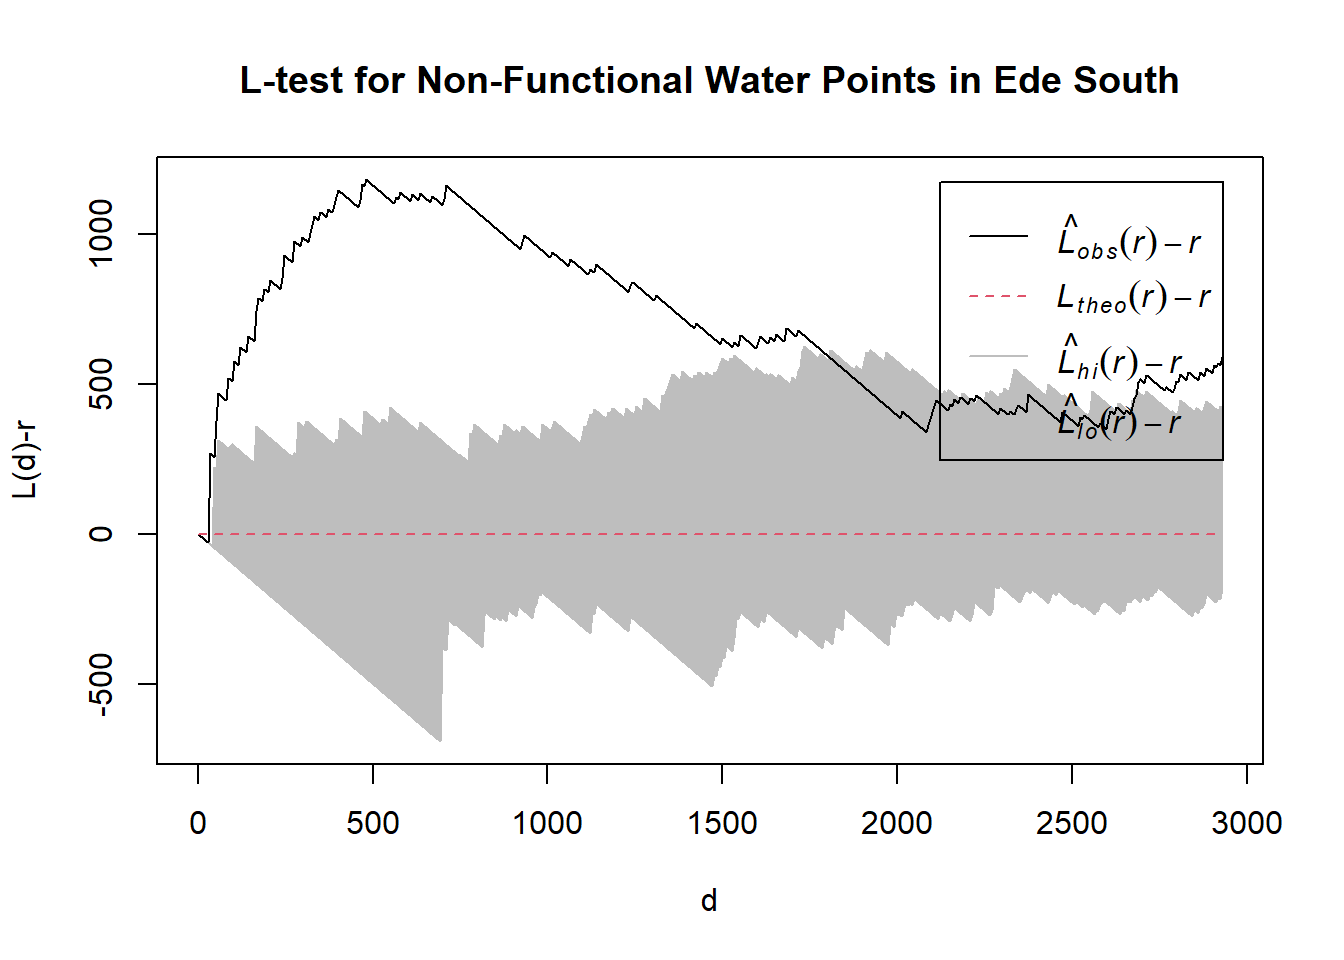 L-test for Non-Functional Water Points in Ede South
L(d)-r
1000
500
0
-500
L̂obs(r) – r
Ltheo(r) – r
L̂hi(r) – r
L̂lo(r) – r
0 500 1000 1500 2000 2500 3000
d